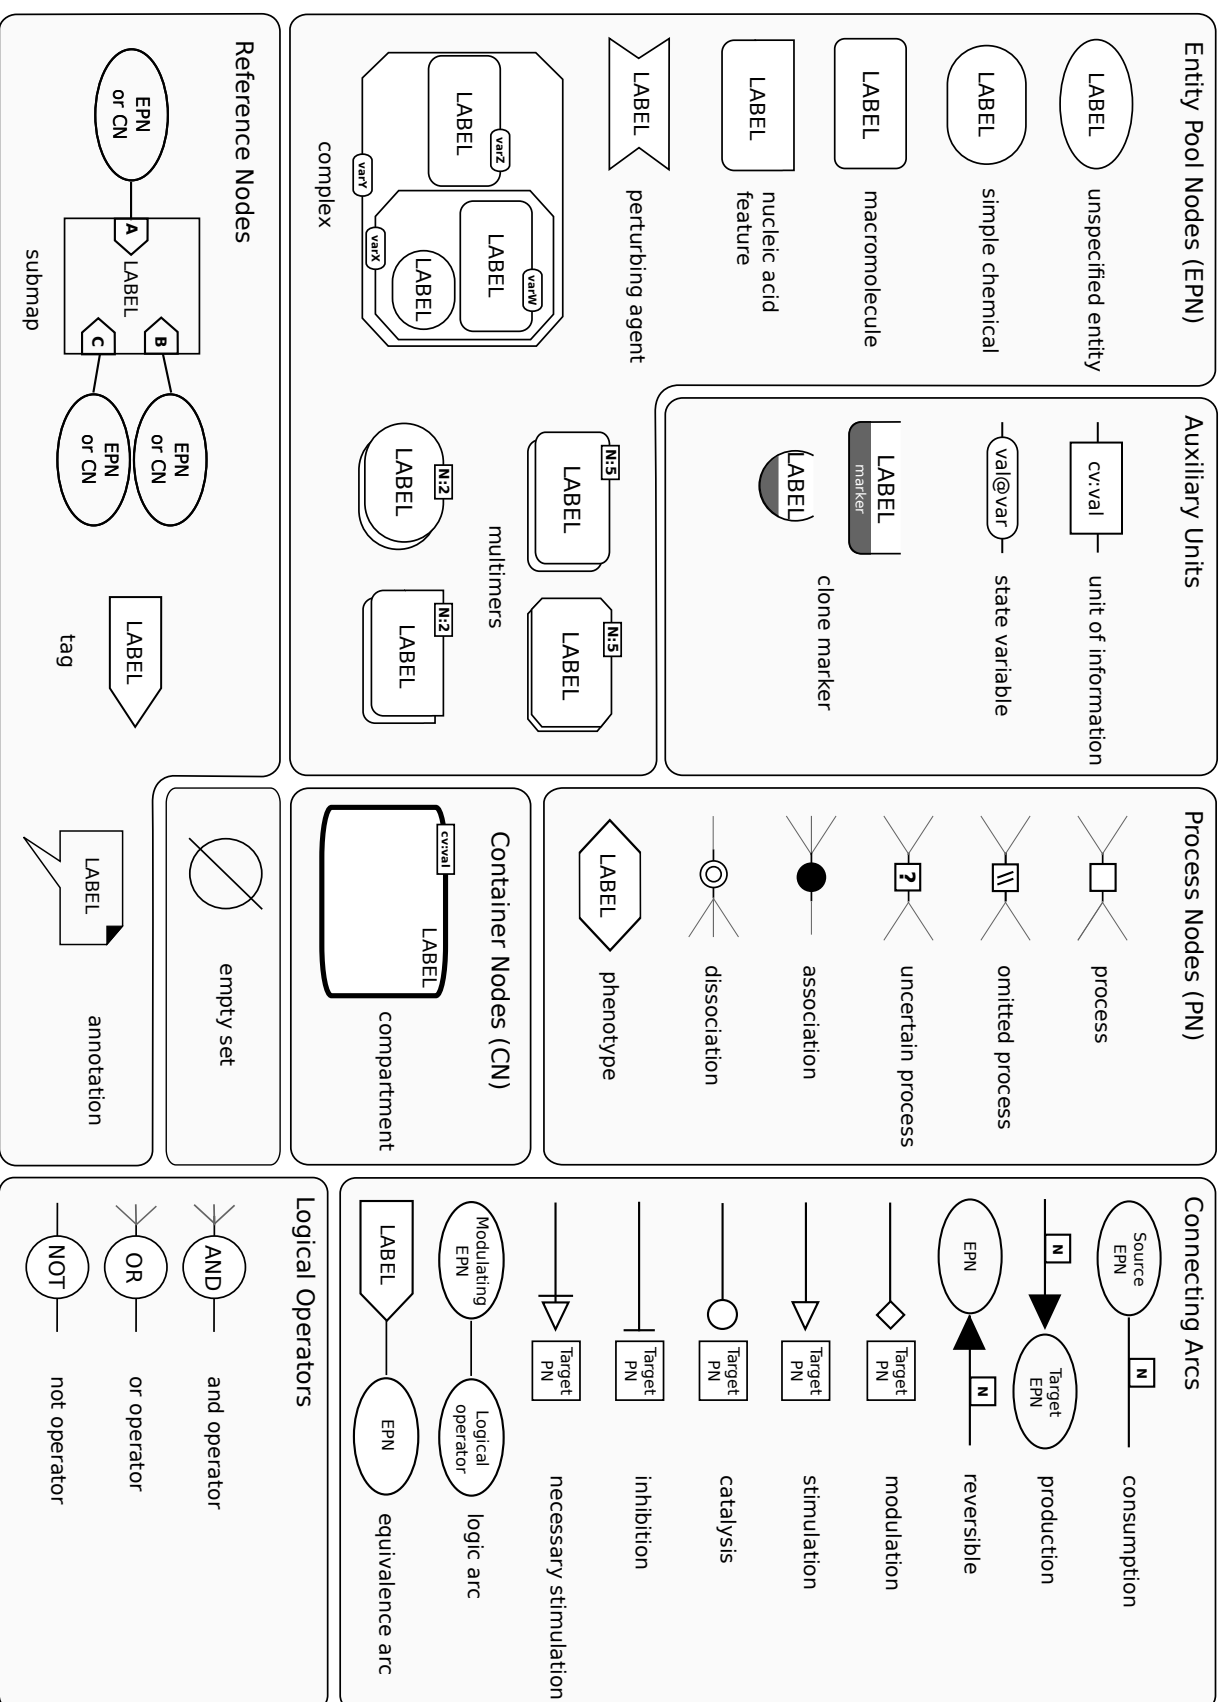 Entity Pool Nodes (EPN)
LABEL
unspecified entity
LABEL
simple chemical
LABEL
macromolecule
LABEL
nucleic acid
feature
LABEL
perturbing agent
LABEL
varZ
LABEL
varW
LABEL
varX
varY
complex
N:5
LABEL
N:5
LABEL
multimers
N:2
LABEL
N:2
LABEL
Auxiliary Units
cv:val
unit of information
val@var
state variable
LABEL
marker
LABEL
clone marker
Process Nodes (PN)
process
\\
omitted process
?
uncertain process
association
dissociation
LABEL
phenotype
Container Nodes (CN)
cv:val
LABEL
compartment
empty set
Reference Nodes
EPN
or CN
A
LABEL
B
C
EPN
or CN
EPN
or CN
submap
LABEL
tag
LABEL
annotation
Connecting Arcs
Source
EPN
N
consumption
N
Target
EPN
production
EPN
N
reversible
Target
PN
modulation
Target
PN
stimulation
Target
PN
catalysis
Target
PN
inhibition
Target
PN
necessary stimulation
Modulating
EPN
Logical
operator
logic arc
LABEL
EPN
equivalence arc
Logical Operators
AND
and operator
OR
or operator
NOT
not operator